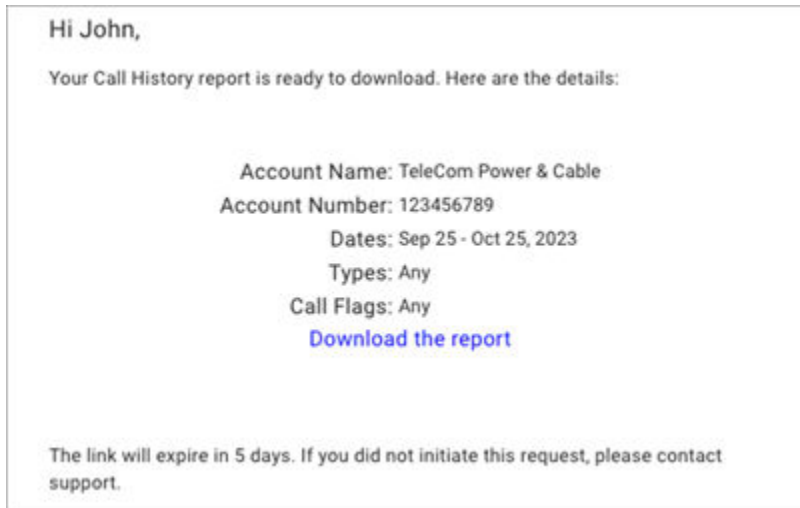 Hi John,
Your Call History report is ready to download. Here are the details:
Account Name: TeleCom Power & Cable
Account Number: 123456789
Dates: Sep 25 - Oct 25, 2023
Types: Any
Call Flags: Any
Download the report
The link will expire in 5 days. If you did not initiate this request, please contact
support.